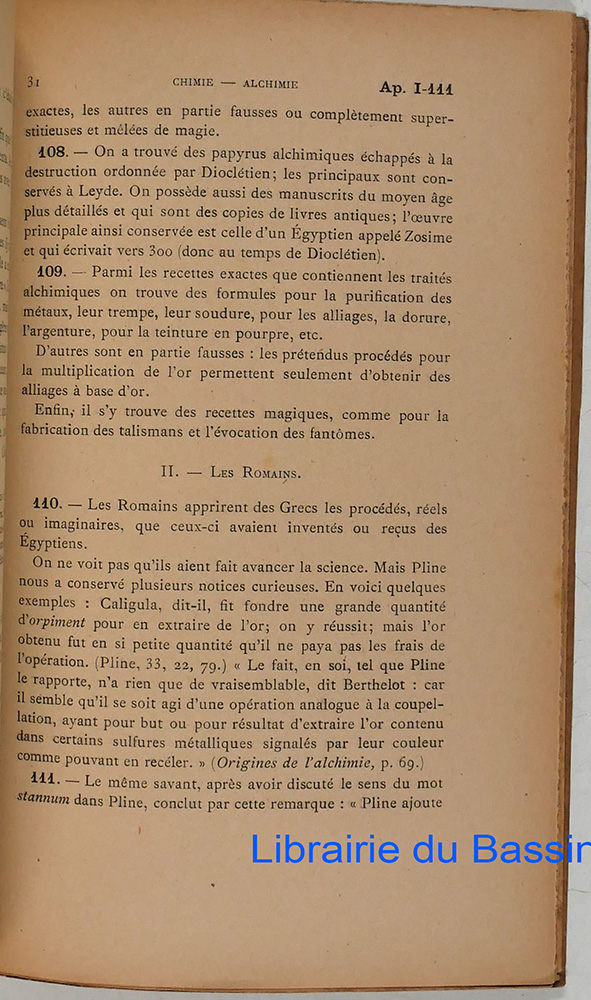 31 CHIMIE — ALCHIMIE Ap. I-111
exactes, les autres en partie fausses ou complètement super-
stitieuses et mêlées de magie.
108. — On a trouvé des papyrus alchimiques échappés à la
destruction ordonnée par Dioclétien; les principaux sont con-
servés à Leyde. On possède aussi des manuscrits du moyen âge
plus détaillés et qui sont des copies de livres antiques; l'œuvre
principale ainsi conservée est celle d'un Égyptien appelé Zosime
et qui écrivait vers 300 (donc au temps de Dioclétien).
109. — Parmi les recettes exactes que contiennent les traités
alchimiques on trouve des formules pour la purification des
métaux, leur trempe, leur soudure, pour les alliages, la dorure,
l'argenture, pour la teinture en pourpre, etc.
D'autres sont en partie fausses : les prétendus procédés pour
la multiplication de l'or permettent seulement d'obtenir des
alliages à base d'or.
Enfin, il s'y trouve des recettes magiques, comme pour la
fabrication des talismans et l'évocation des fantômes.
II. — LES ROMAINS.
110. — Les Romains apprirent des Grecs les procédés, réels
ou imaginaires, que ceux-ci avaient inventés ou reçus des
Égyptiens.
On ne voit pas qu'ils aient fait avancer la science. Mais Pline
nous a conservé plusieurs notices curieuses. En voici quelques
exemples : Caligula, dit-il, fit fondre une grande quantité
d'orpiment pour en extraire de l'or; on y réussit; mais l'or
obtenu fut en si petite quantité qu'il ne paya pas les frais de
l'opération. (Pline, 33, 22, 79.) « Le fait, en soi, tel que Pline
le rapporte, n'a rien que de vraisemblable, dit Berthelot : car
il semble qu'il se soit agi d'une opération analogue à la coupel-
lation, ayant pour but ou pour résultat d'extraire l'or contenu
dans certains sulfures métalliques signalés par leur couleur
comme pouvant en recéler. » (Origines de l'alchimie, p. 69.)
111. — Le même savant, après avoir discuté le sens du mot
stannum dans Pline, conclut par cette remarque : « Pline ajoute
Librairie du Bassin